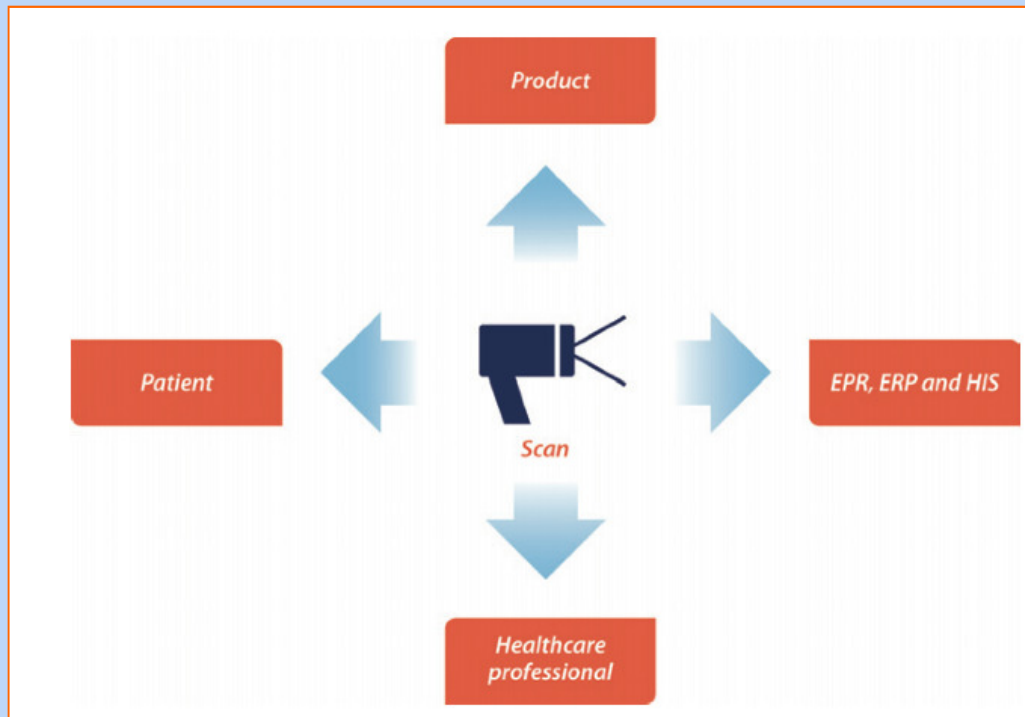 Product
Patient
EPR, ERP and HIS
Scan
Healthcare
professional